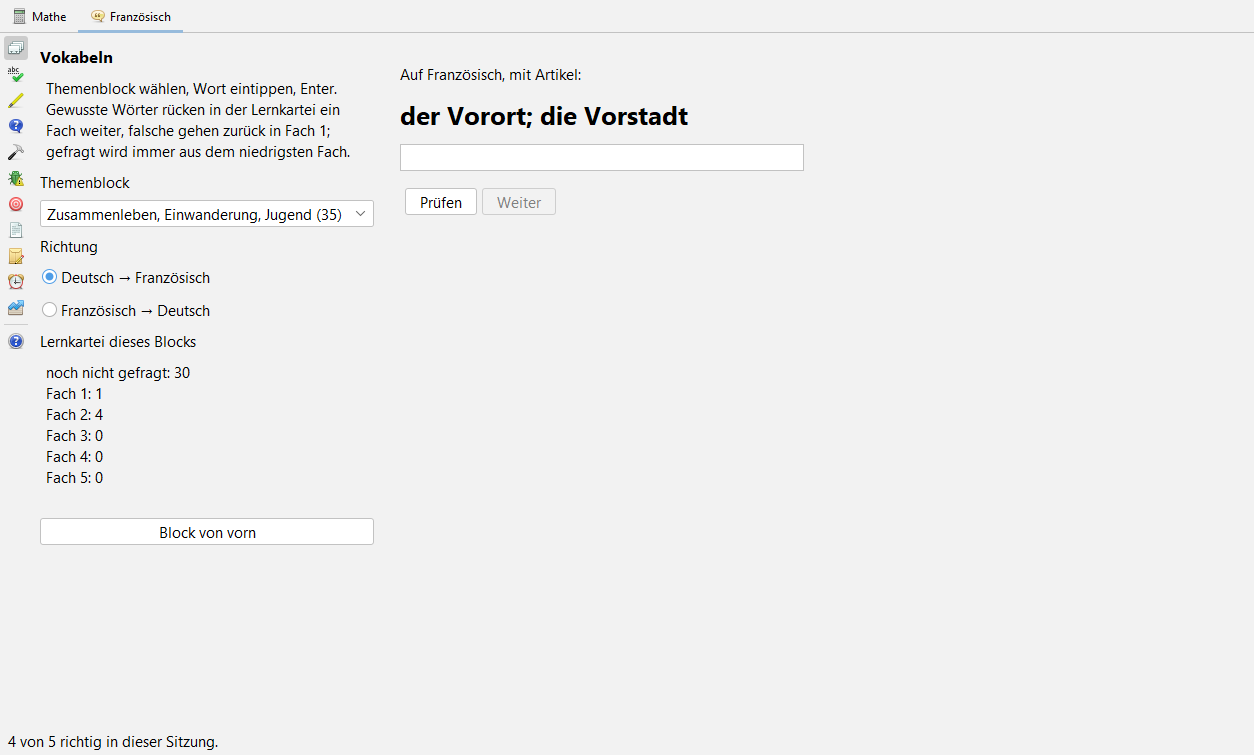 Mathe
Französisch
Vokabeln
Themenblock wählen, Wort eintippen, Enter.
Gewusste Wörter rücken in der Lernkartei ein
Fach weiter, falsche gehen zurück in Fach 1;
gefragt wird immer aus dem niedrigsten Fach.
Themenblock
Zusammenleben, Einwanderung, Jugend (35)
Richtung
Deutsch → Französisch
Französisch → Deutsch
Lernkartei dieses Blocks
noch nicht gefragt: 30
Fach 1: 1
Fach 2: 4
Fach 3: 0
Fach 4: 0
Fach 5: 0
Block von vorn
Auf Französisch, mit Artikel:
der Vorort; die Vorstadt
Prüfen
Weiter
4 von 5 richtig in dieser Sitzung.